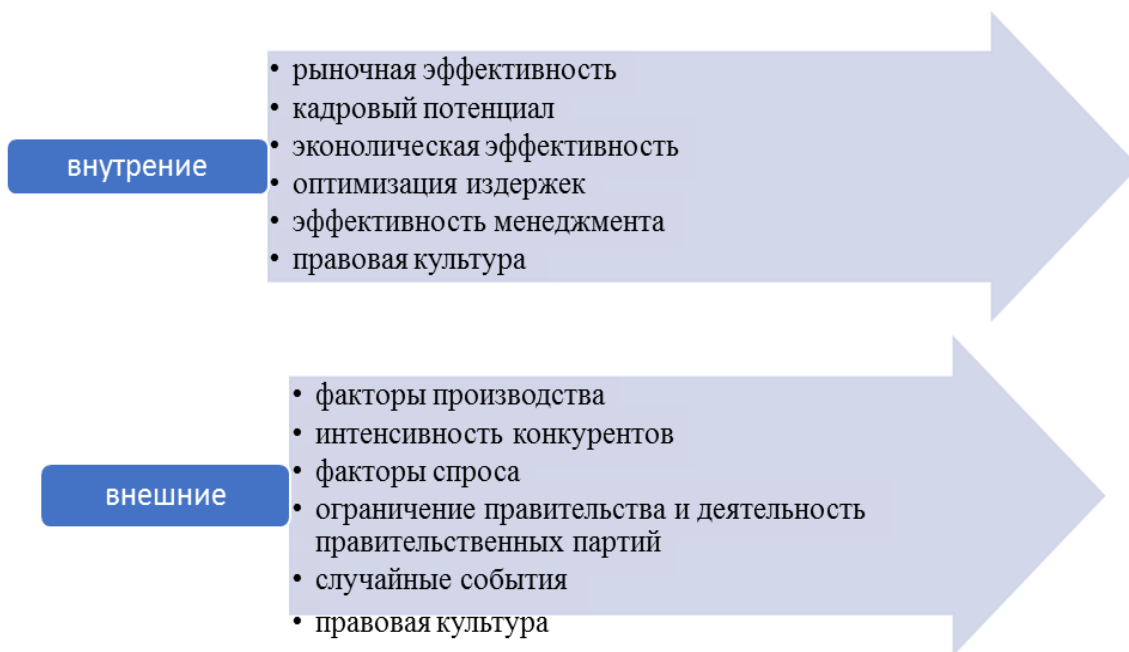 внутрение
• рыночная эффективность
• кадровый потенциал
• эконолическая эффективность
• оптимизация издержек
• эффективность менеджмента
• правовая культура
внешние
• факторы производства
• интенсивность конкурентов
• факторы спроса
• ограничение правительства и деятельность
правительственных партий
• случайные события
• правовая культура